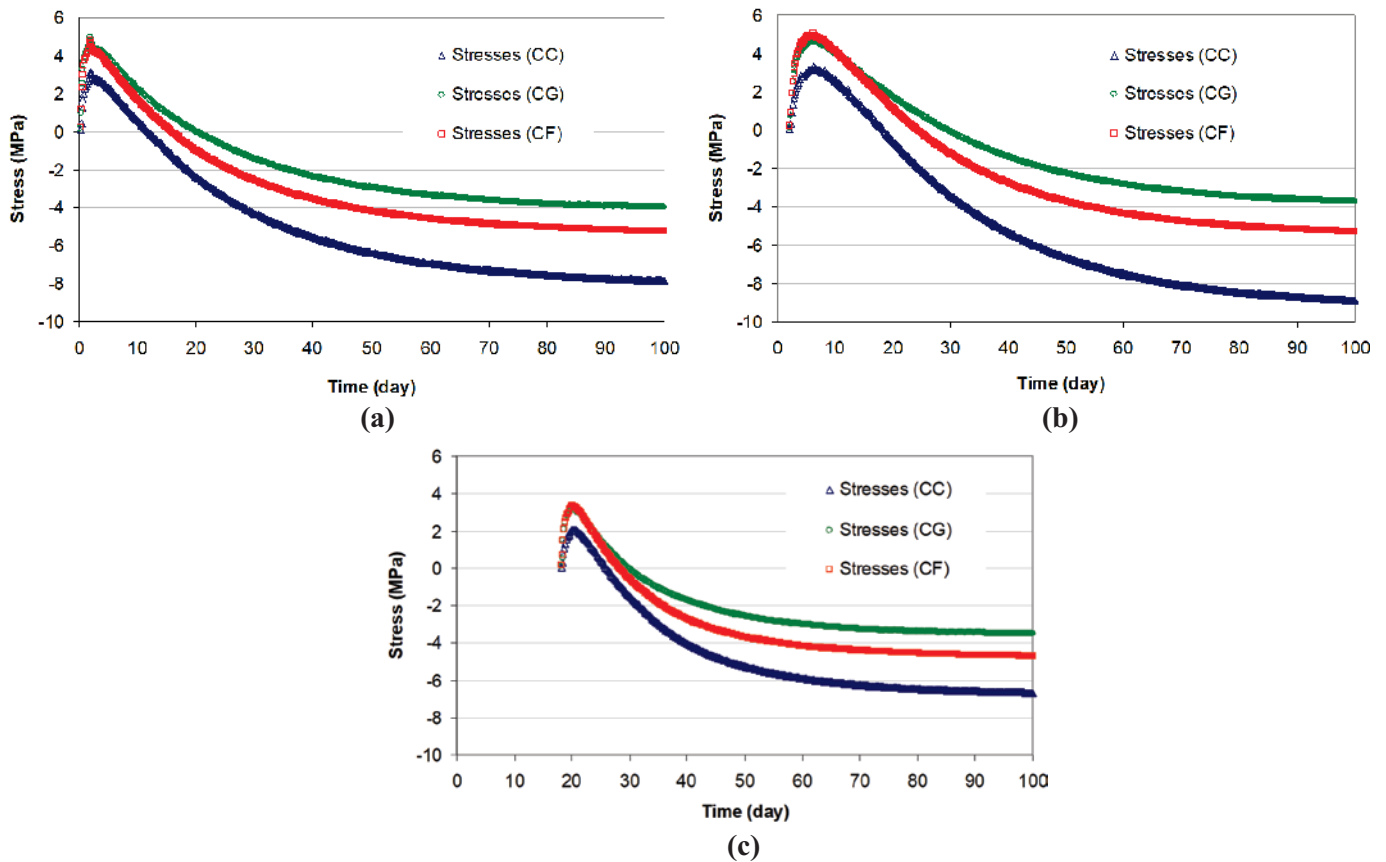 6
4
2
0
-2
-4
-6
-8
-10
Stress (MPa)
Stresses (CC)
Stresses (CG)
Stresses (CF)
0 10 20 30 40 50 60 70 80 90 100
Time (day)
(a)
6
4
2
0
-2
-4
-6
-8
-10
Stress (MPa)
Stresses (CC)
Stresses (CG)
Stresses (CF)
0 10 20 30 40 50 60 70 80 90 100
Time (day)
(b)
6
4
2
0
-2
-4
-6
-8
-10
Stress (MPa)
Stresses (CC)
Stresses (CG)
Stresses (CF)
0 10 20 30 40 50 60 70 80 90 100
Time (day)
(c)